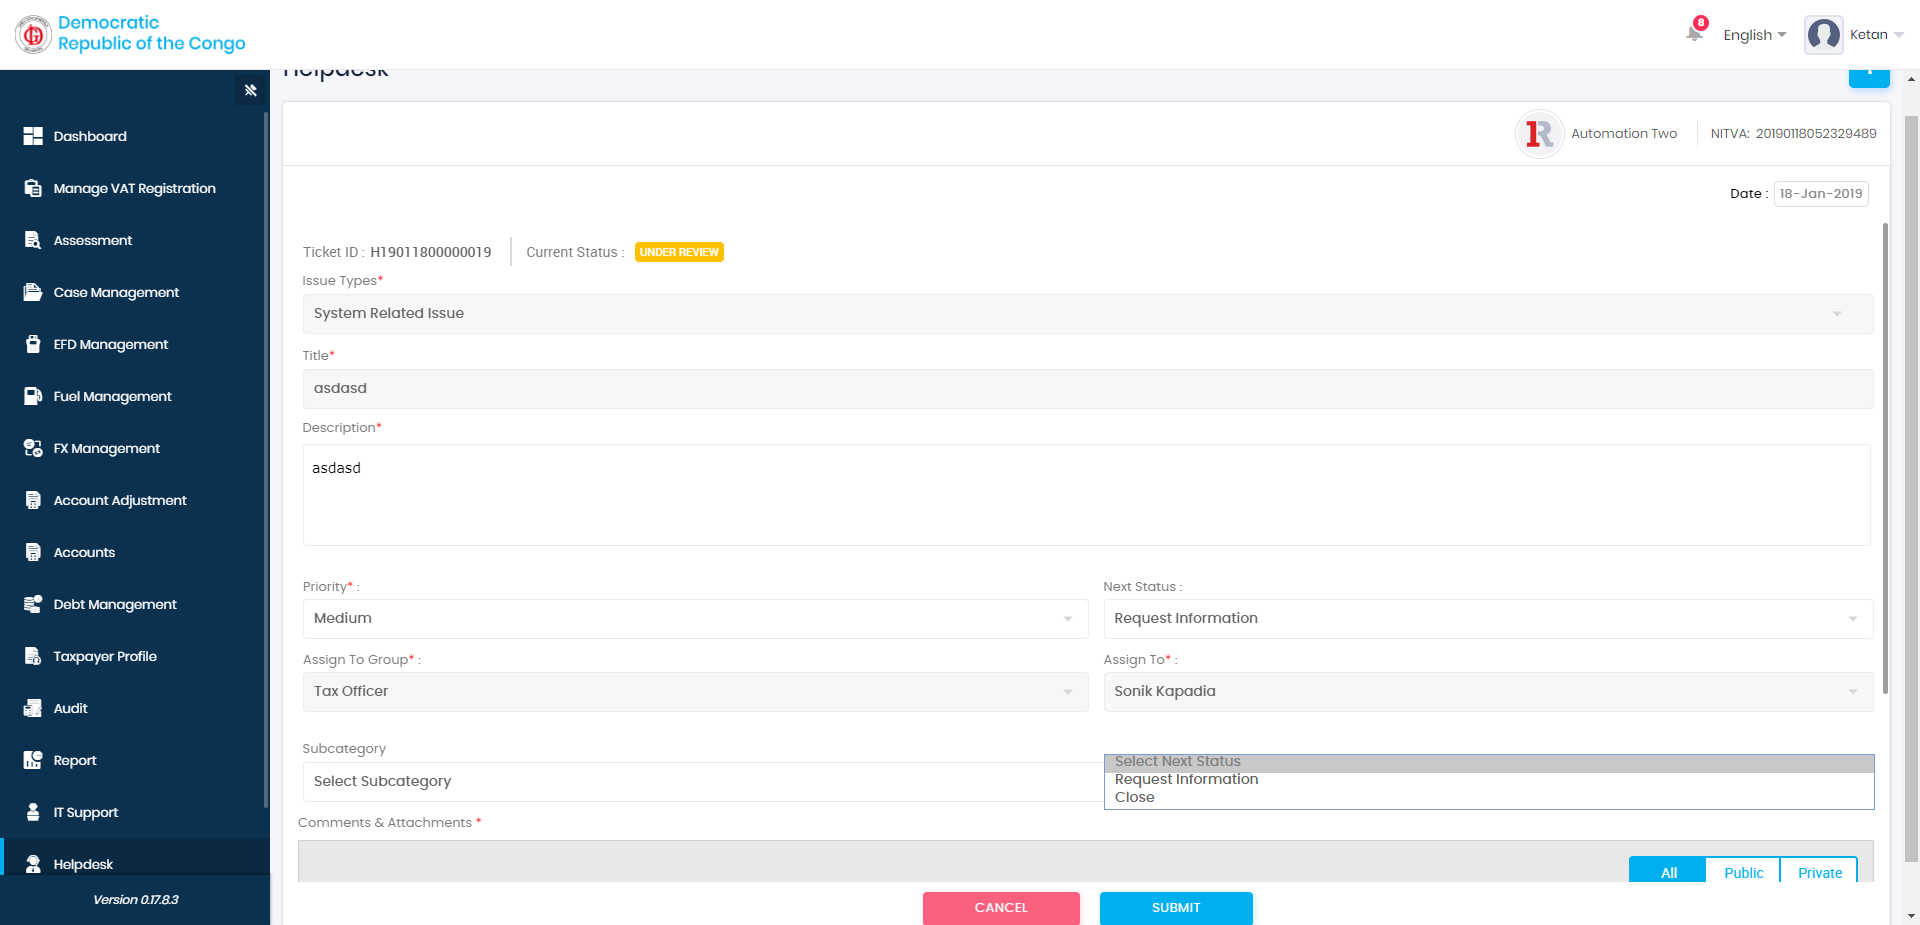 Democratic
Republic of the Congo
8
English
Ketan
Helpdesk
Dashboard
Manage VAT Registration
Assessment
Case Management
EFD Management
Fuel Management
FX Management
Account Adjustment
Accounts
Debt Management
Taxpayer Profile
Audit
Report
IT Support
Helpdesk
Version 0.17.8.3
Automation Two
NITVA: 20190118052329489
Date : 18-Jan-2019
Ticket ID : H19011800000019
Current Status : UNDER REVIEW
Issue Types*
System Related Issue
Title*
asdasd
Description*
asdasd
Priority* :
Medium
Next Status :
Request Information
Assign To Group* :
Tax Officer
Assign To* :
Sonik Kapadia
Subcategory
Select Subcategory
Select Next Status
Request Information
Close
Comments & Attachments *
All
Public
Private
CANCEL
SUBMIT